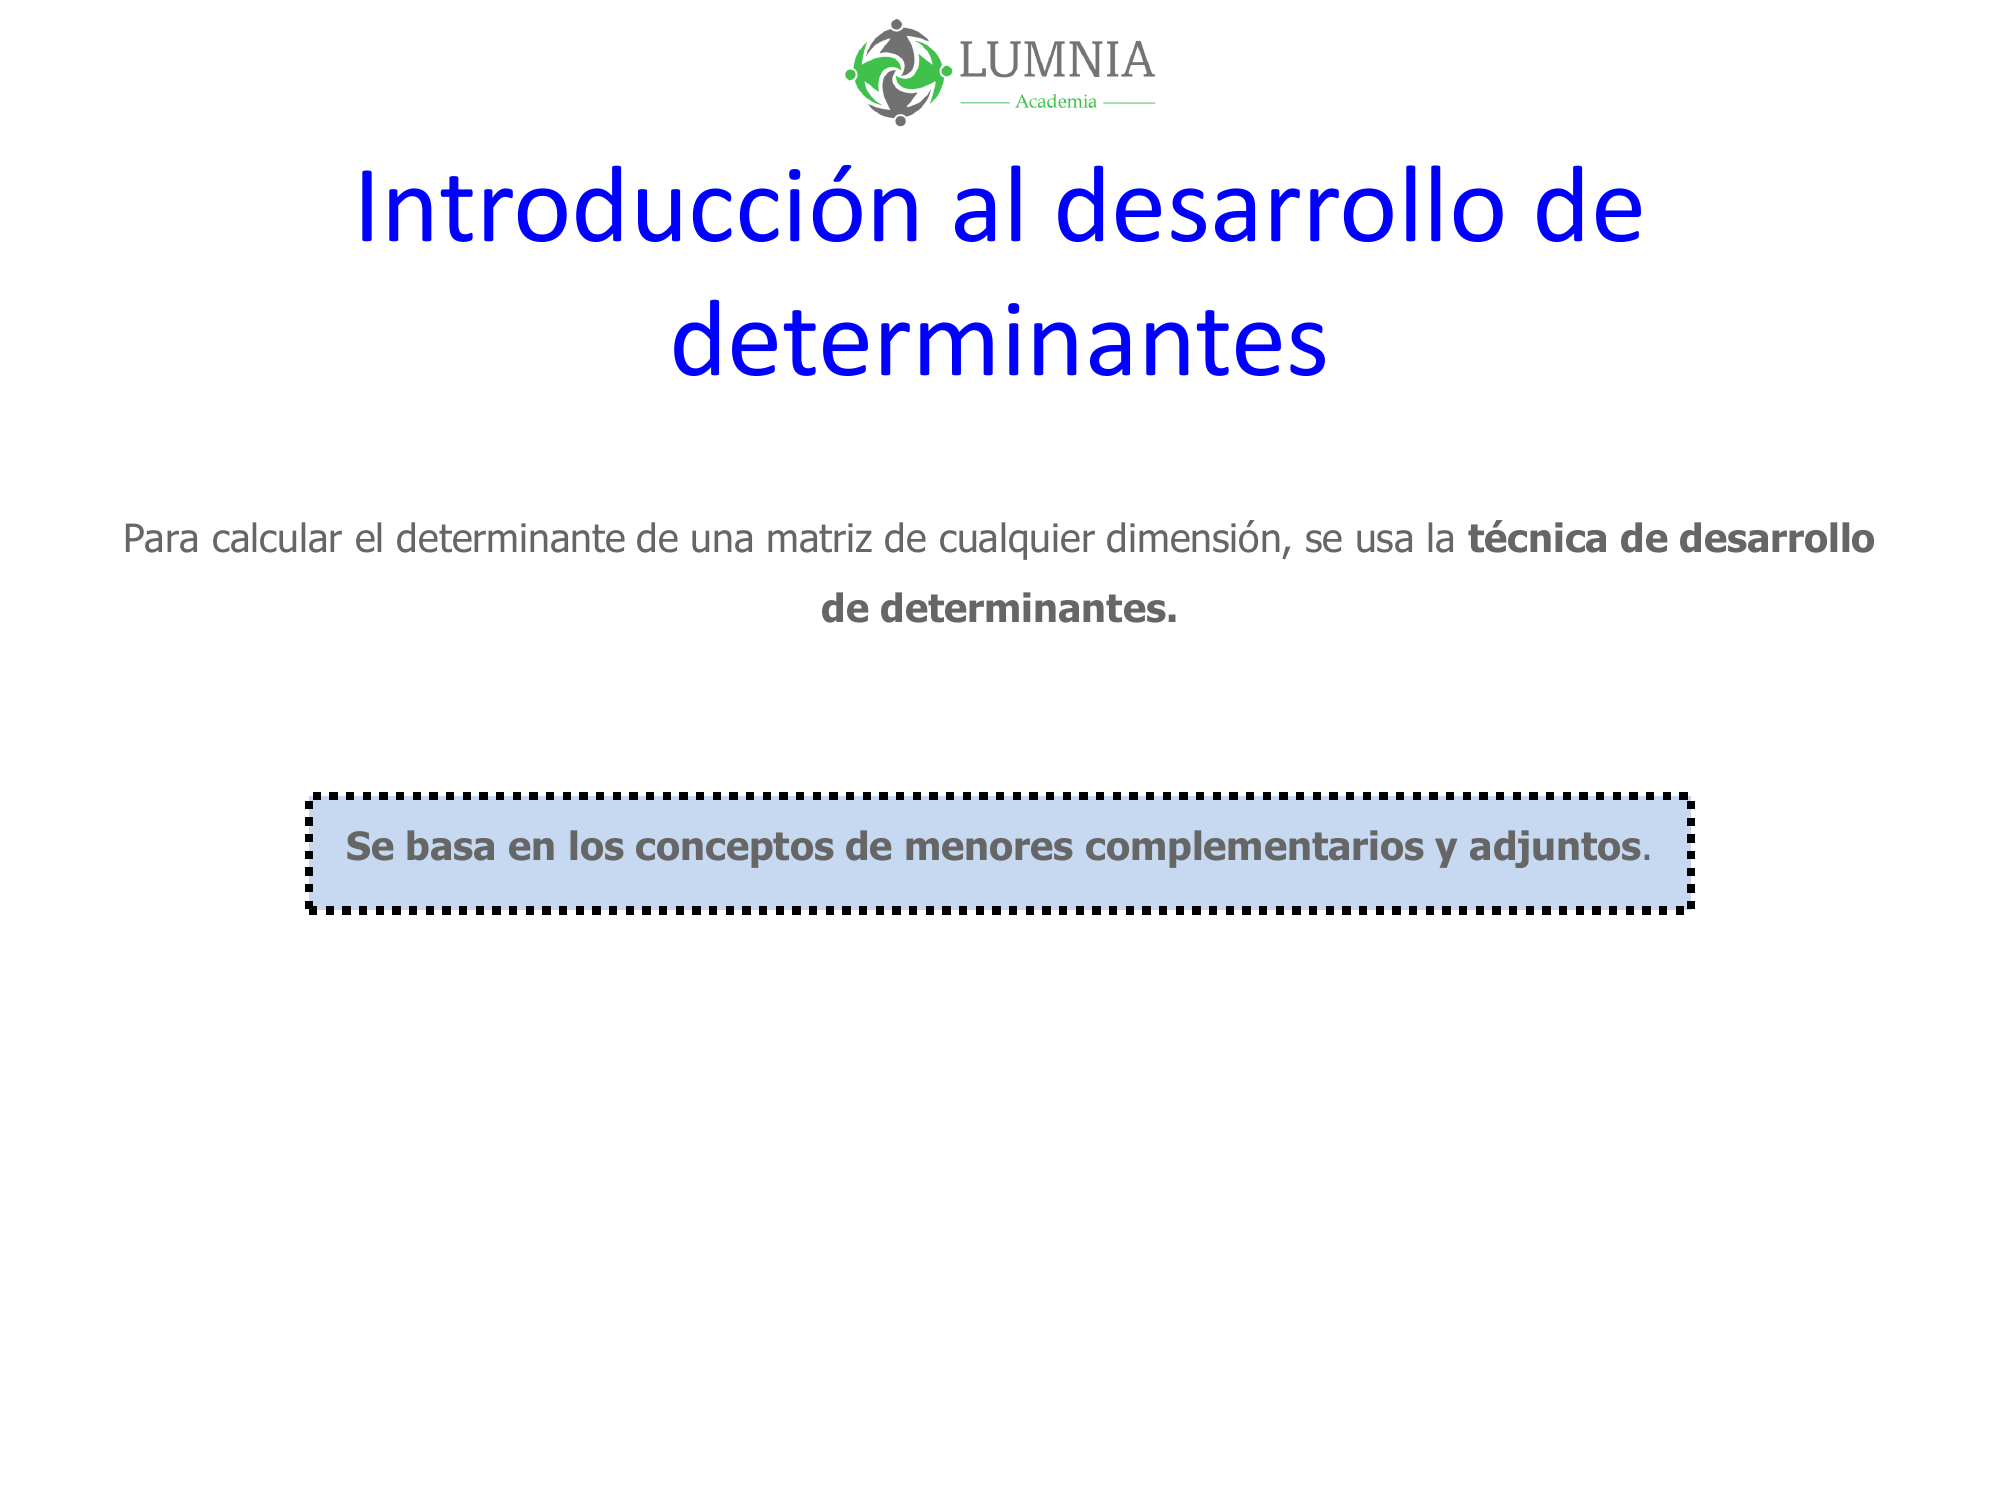 LUMNIA
Academia
Introducción al desarrollo de
determinantes
Para calcular el determinante de una matriz de cualquier dimensión, se usa la técnica de desarrollo
de determinantes.
Se basa en los conceptos de menores complementarios y adjuntos.